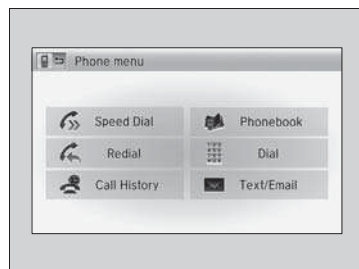 Phone menu
Speed Dial
Phonebook
Redial
Dial
Call History
Text/Email